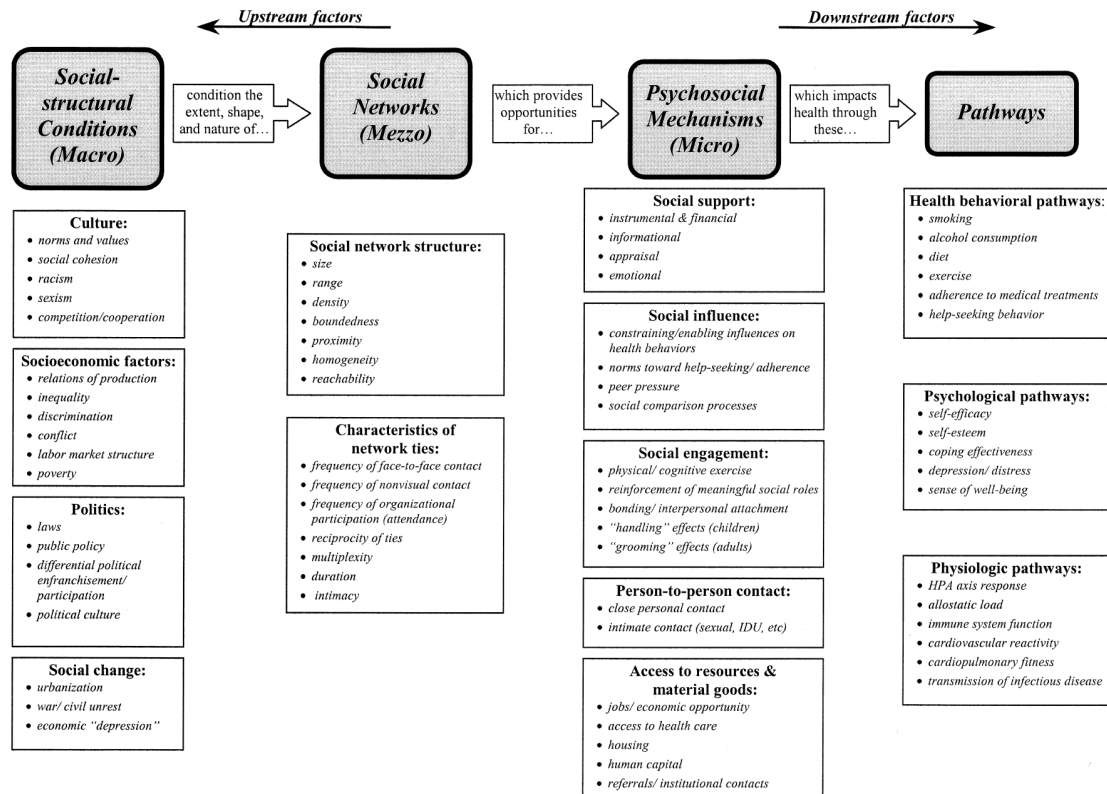 Upstream factors
Downstream factors
Social-
structural
Conditions
(Macro)
condition the
extent, shape,
and nature of…
Social
Networks
(Mezzo)
which provides
opportunities
for…
Psychosocial
Mechanisms
(Micro)
which impacts
health through
these…
Pathways
Culture:
• norms and values
• social cohesion
• racism
• sexism
• competition/cooperation
Socioeconomic factors:
• relations of production
• inequality
• discrimination
• conflict
• labor market structure
• poverty
Politics:
• laws
• public policy
• differential political
enfranchisement/
participation
• political culture
Social change:
• urbanization
• war/ civil unrest
• economic “depression”
Social network structure:
• size
• range
• density
• boundedness
• proximity
• homogeneity
• reachability
Characteristics of
network ties:
• frequency of face-to-face contact
• frequency of nonvisual contact
• frequency of organizational
participation (attendance)
• reciprocity of ties
• multiplexity
• duration
• intimacy
Social support:
• instrumental & financial
• informational
• appraisal
• emotional
Social influence:
• constraining/enabling influences on
health behaviors
• norms toward help-seeking/ adherence
• peer pressure
• social comparison processes
Social engagement:
• physical/ cognitive exercise
• reinforcement of meaningful social roles
• bonding/ interpersonal attachment
• “handling” effects (children)
• “grooming” effects (adults)
Person-to-person contact:
• close personal contact
• intimate contact (sexual, IDU, etc)
Access to resources &
material goods:
• jobs/ economic opportunity
• access to health care
• housing
• human capital
• referrals/ institutional contacts
Health behavioral pathways:
• smoking
• alcohol consumption
• diet
• exercise
• adherence to medical treatments
• help-seeking behavior
Psychological pathways:
• self-efficacy
• self-esteem
• coping effectiveness
• depression/ distress
• sense of well-being
Physiologic pathways:
• HPA axis response
• allostatic load
• immune system function
• cardiovascular reactivity
• cardiopulmonary fitness
• transmission of infectious disease